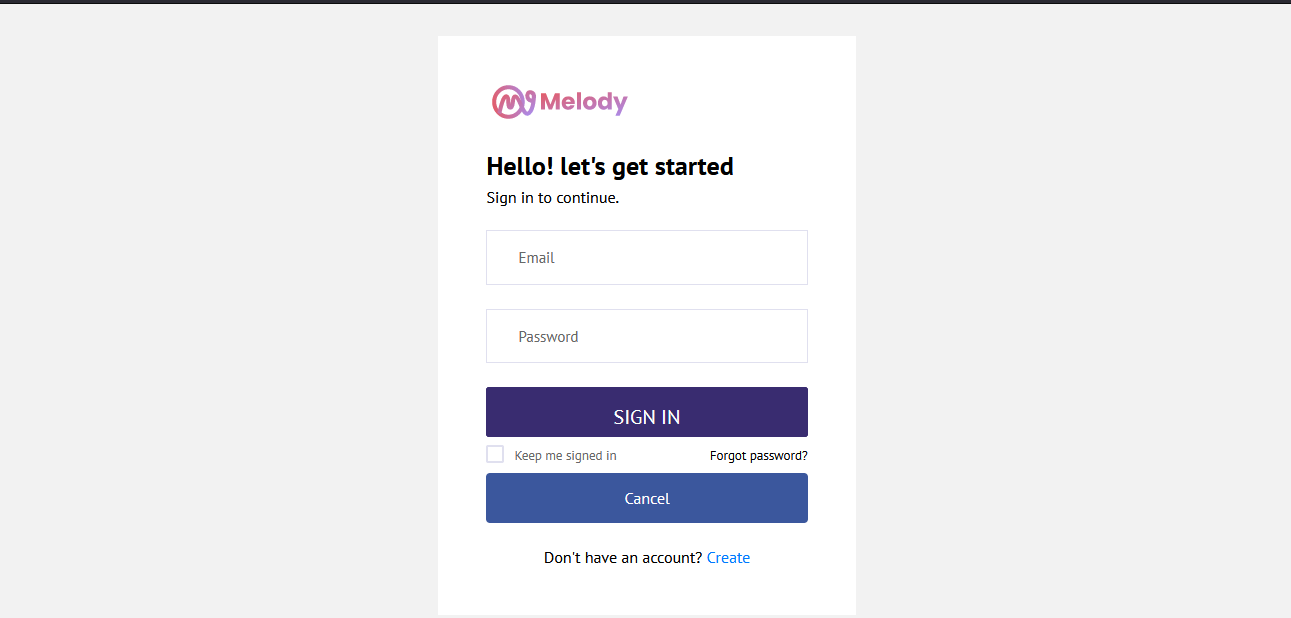 Melody
Hello! let's get started
Sign in to continue.
Email
Password
SIGN IN
Keep me signed in Forgot password?
Cancel
Don't have an account? Create